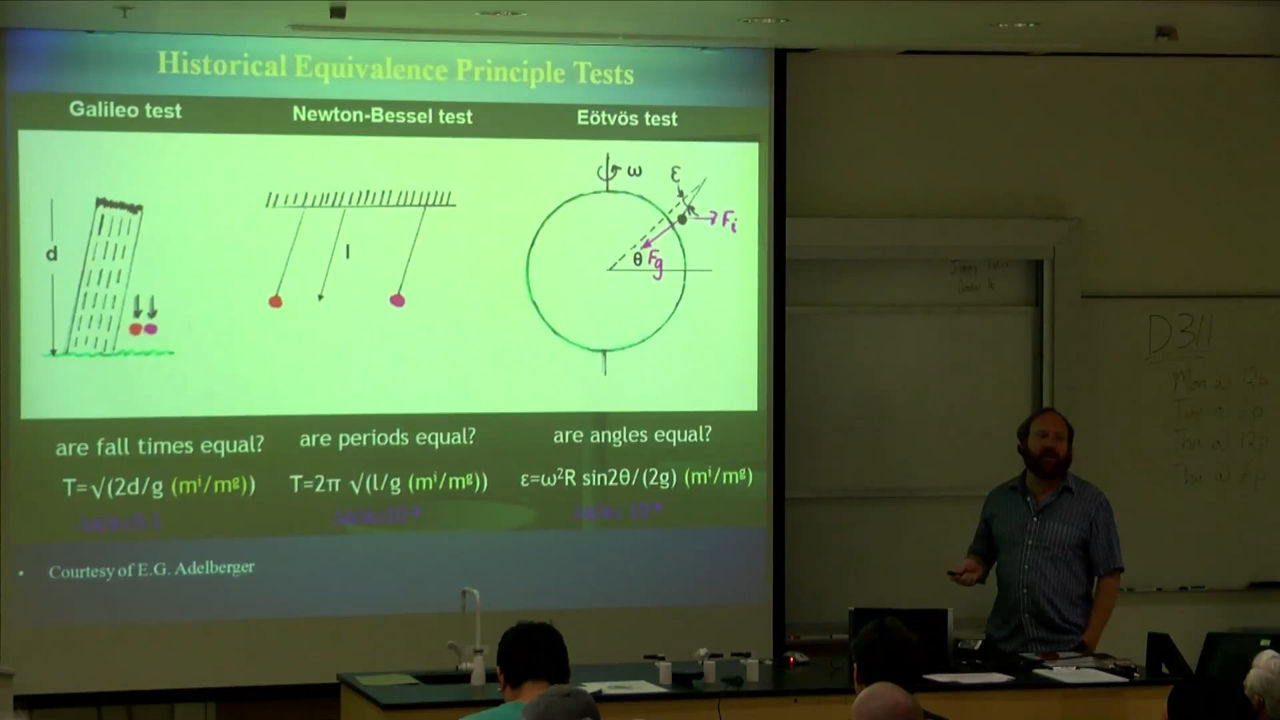 Historical Equivalence Principle Tests
Galileo test
Newton-Bessel test
Eötvös test
d
l
ω
ε
Fi
θ
Fg
are fall times equal?
are periods equal?
are angles equal?
T=√(2d/g (mⁱ/mᵍ))
T=2π √(l/g (mⁱ/mᵍ))
ε=ω²R sin2θ/(2g) (mⁱ/mᵍ)
• Courtesy of E.G. Adelberger
D311